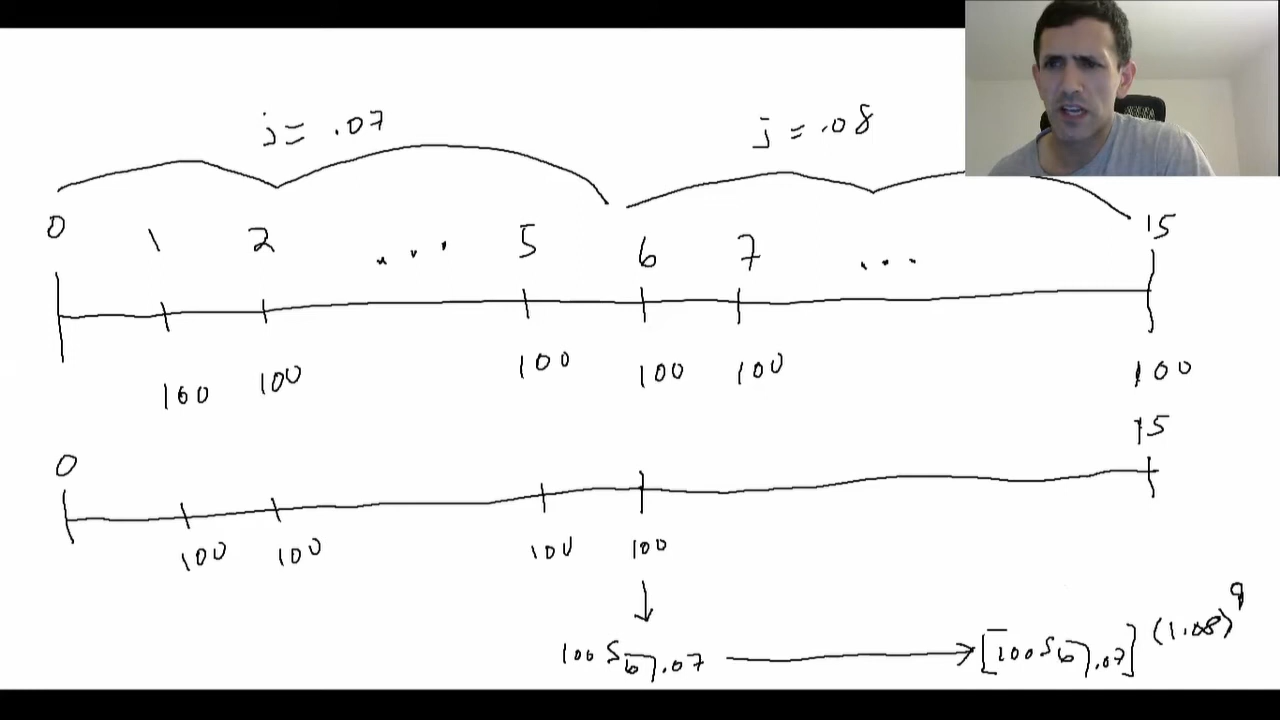 j = .07 j = .08
0 1 2 ... 5 6 7 ... 15
100 100 100 100 100 100
0 15
100 100 100 100
100 S6⌉.07 → [100 S6⌉.07] (1.08)^9